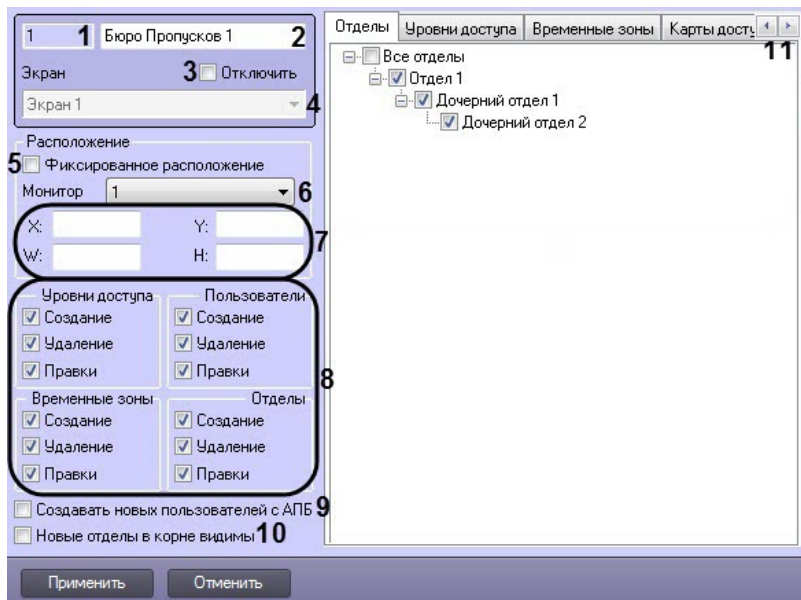 1 1 Бюро Пропусков 1 2
Экран 3 Отключить
Экран 1 4
Расположение
5 Фиксированное расположение
Монитор 1 6
X: Y: 7
W: H:
Уровни доступа Пользователи
Создание Создание
Удаление Удаление
Правки Правки
8
Временные зоны Отделы
Создание Создание
Удаление Удаление
Правки Правки
Создавать новых пользователей с АПБ 9
Новые отделы в корне видимы 10
Отделы Уровни доступа Временные зоны Карты дост
11
Все отделы
Отдел 1
Дочерний отдел 1
Дочерний отдел 2
Применить Отменить